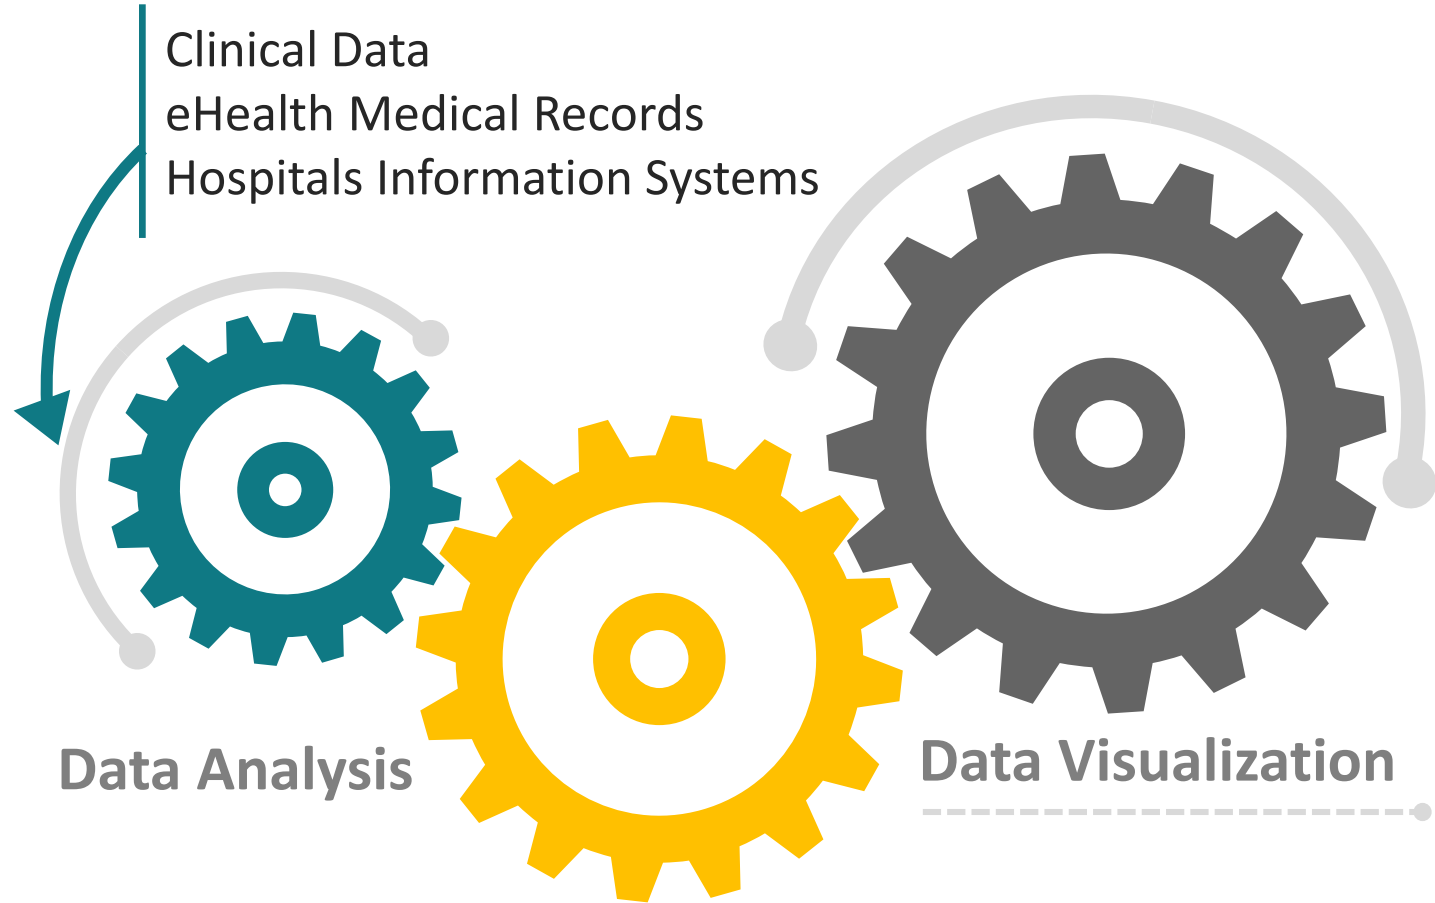 Clinical Data
eHealth Medical Records
Hospitals Information Systems
Data Analysis
Data Visualization